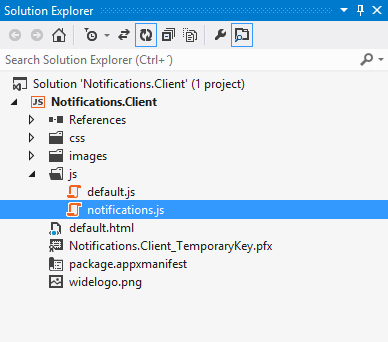 Solution Explorer
Search Solution Explorer (Ctrl+´)
Solution 'Notifications.Client' (1 project)
JS Notifications.Client
References
css
images
js
default.js
notifications.js
default.html
Notifications.Client_TemporaryKey.pfx
package.appxmanifest
widelogo.png